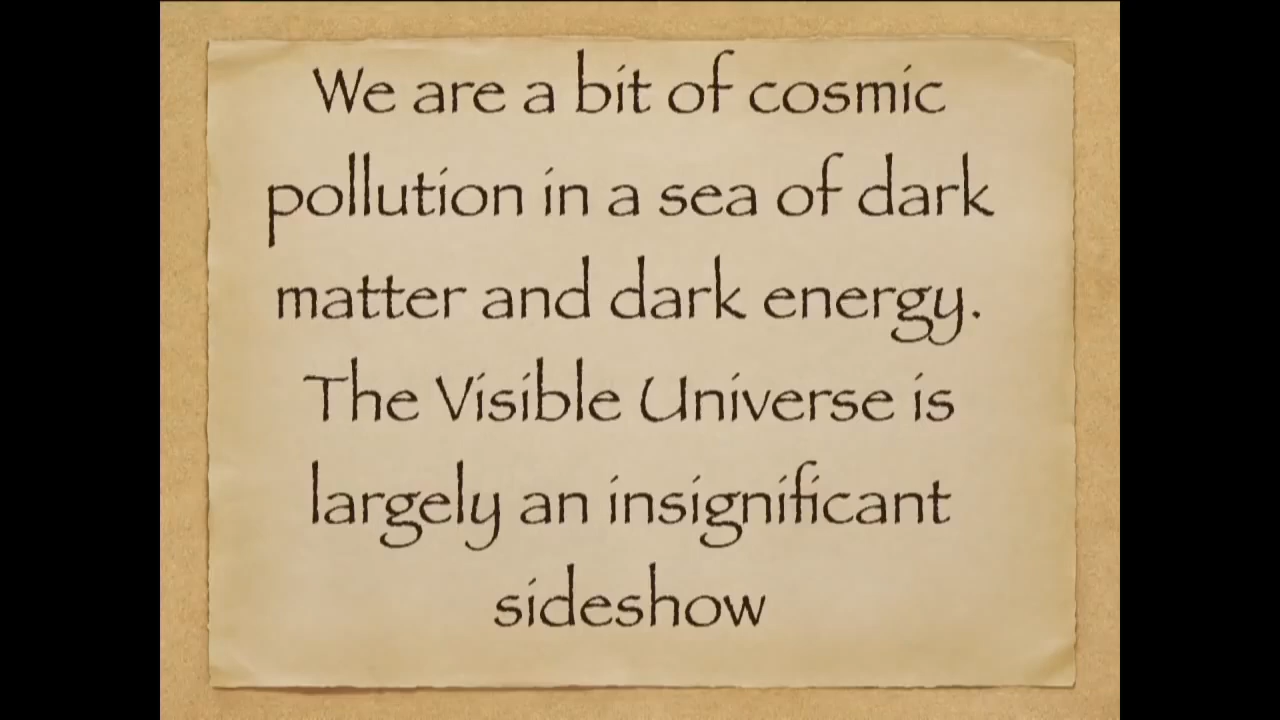 We are a bit of cosmic
pollution in a sea of dark
matter and dark energy.
The Visible Universe is
largely an insignificant
sideshow